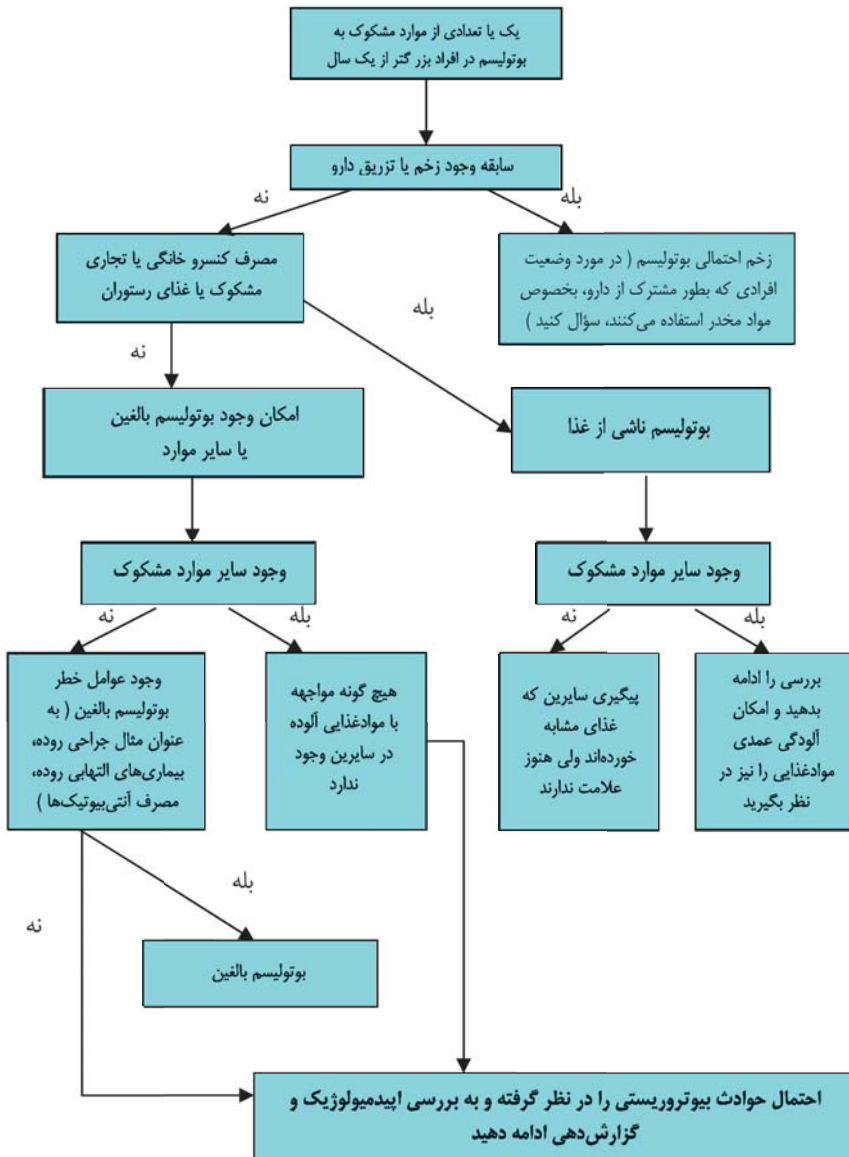 یک یا تعدادی از موارد مشکوک به
بوتولیسم در افراد بزر گتر از یک سال
سابقه وجود زخم یا تزریق دارو
بله
نه
زخم احتمالی بوتولیسم ( در مورد وضعیت
افرادی که بطور مشترک از دارو، بخصوص
مواد مخدر استفاده می‌کنند، سؤال کنید )
مصرف کنسرو خانگی یا تجاری
مشکوک یا غذای رستوران
بله
نه
بوتولیسم ناشی از غذا
امکان وجود بوتولیسم بالغین
یا سایر موارد
وجود سایر موارد مشکوک
وجود سایر موارد مشکوک
بله
نه
بله
نه
بررسی را ادامه
بدهید و امکان
آلودگی عمدی
موادغذایی را نیز در
نظر بگیرید
پیگیری سایرین که
غذای مشابه
خورده‌اند ولی هنوز
علامت ندارند
هیچ گونه مواجهه
با موادغذایی آلوده
در سایرین وجود
ندارد
وجود عوامل خطر
بوتولیسم بالغین ( به
عنوان مثال جراحی روده،
بیماری‌های التهابی روده،
مصرف آنتی‌بیوتیک‌ها )
بله
نه
بوتولیسم بالغین
احتمال حوادث بیوتروریستی را در نظر گرفته و به بررسی اپیدمیولوژیک و
گزارش‌دهی ادامه دهید